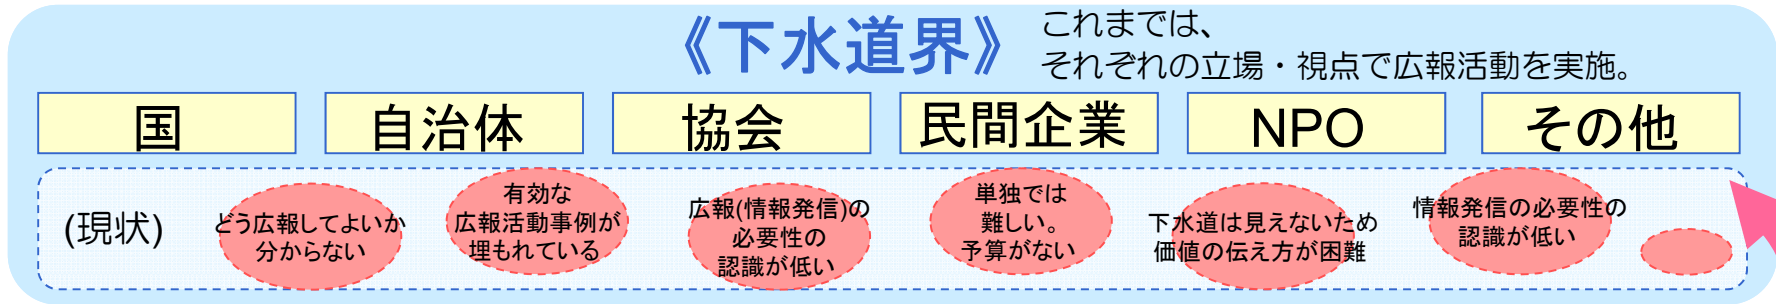 《下水道界》
これまでは、
それぞれの立場・視点で広報活動を実施。
国
自治体
協会
民間企業
NPO
その他
(現状)
どう広報してよいか
分からない
有効な
広報活動事例が
埋もれている
広報(情報発信)の
必要性の
認識が低い
単独では
難しい。
予算がない
下水道は見えないため
価値の伝え方が困難
情報発信の必要性の
認識が低い